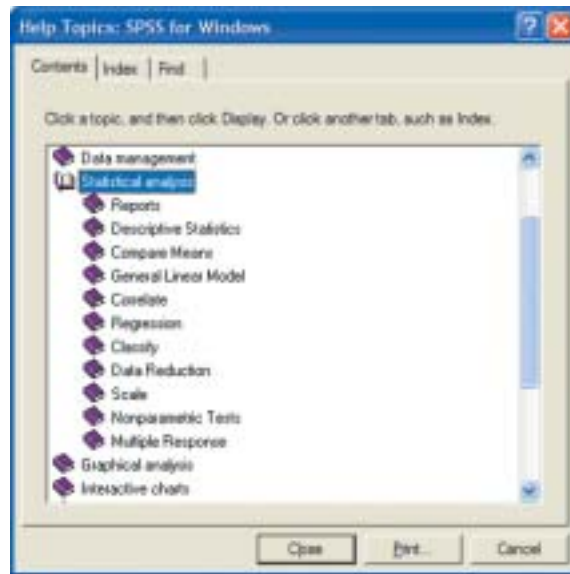 Help Topics: SPSS for Windows
Contents Index Find
Click a topic, and then click Display. Or click another tab, such as Index.
Data management
Statistical analysis
Reports
Descriptive Statistics
Compare Means
General Linear Model
Correlate
Regression
Classify
Data Reduction
Scale
Nonparametric Tests
Multiple Response
Graphical analysis
Interactive charts
Close Print... Cancel